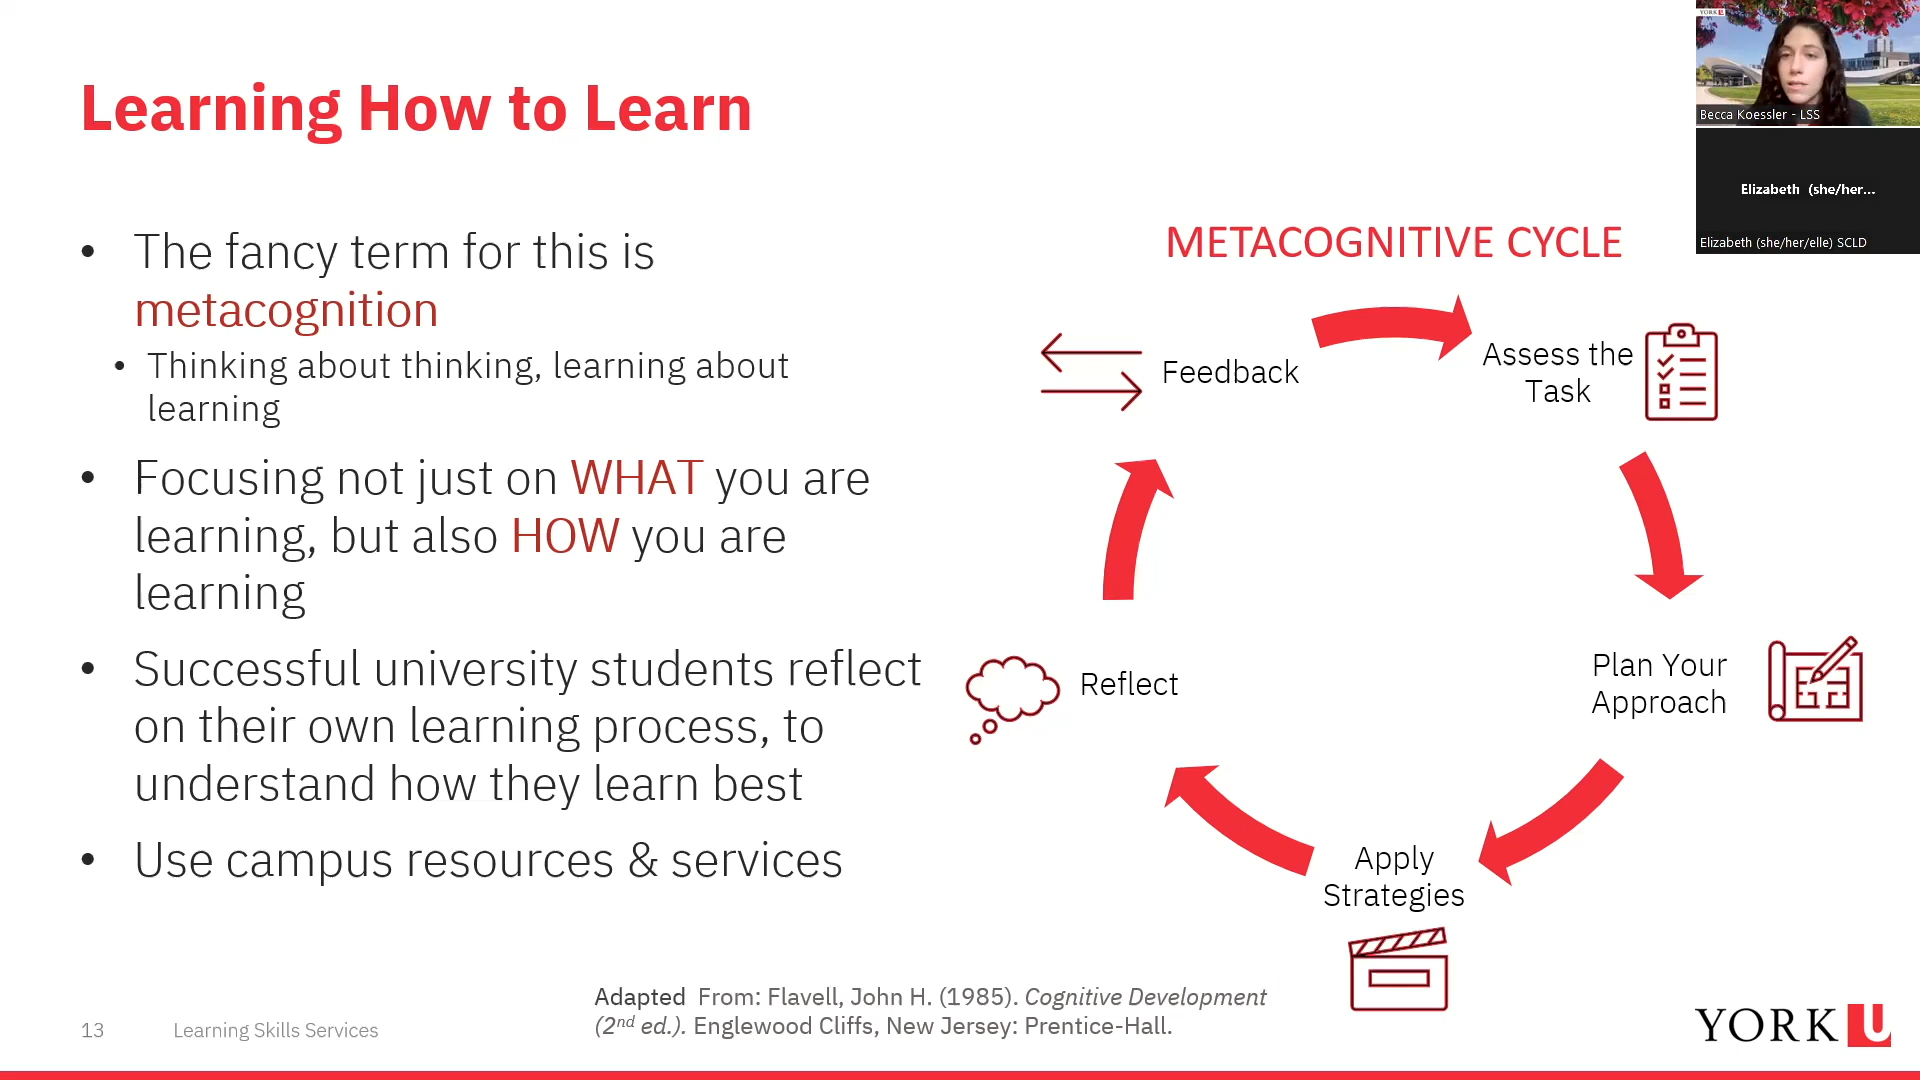 Learning How to Learn
• The fancy term for this is
metacognition
• Thinking about thinking, learning about
learning
• Focusing not just on WHAT you are
learning, but also HOW you are
learning
• Successful university students reflect
on their own learning process, to
understand how they learn best
• Use campus resources & services
METACOGNITIVE CYCLE
Feedback
Assess the
Task
Plan Your
Approach
Apply
Strategies
Reflect
Adapted From: Flavell, John H. (1985). Cognitive Development
(2nd ed.). Englewood Cliffs, New Jersey: Prentice-Hall.
13
Learning Skills Services
YORK U
YORK U
Becca Koessler - LSS
Elizabeth (she/her...
Elizabeth (she/her/elle) SCLD